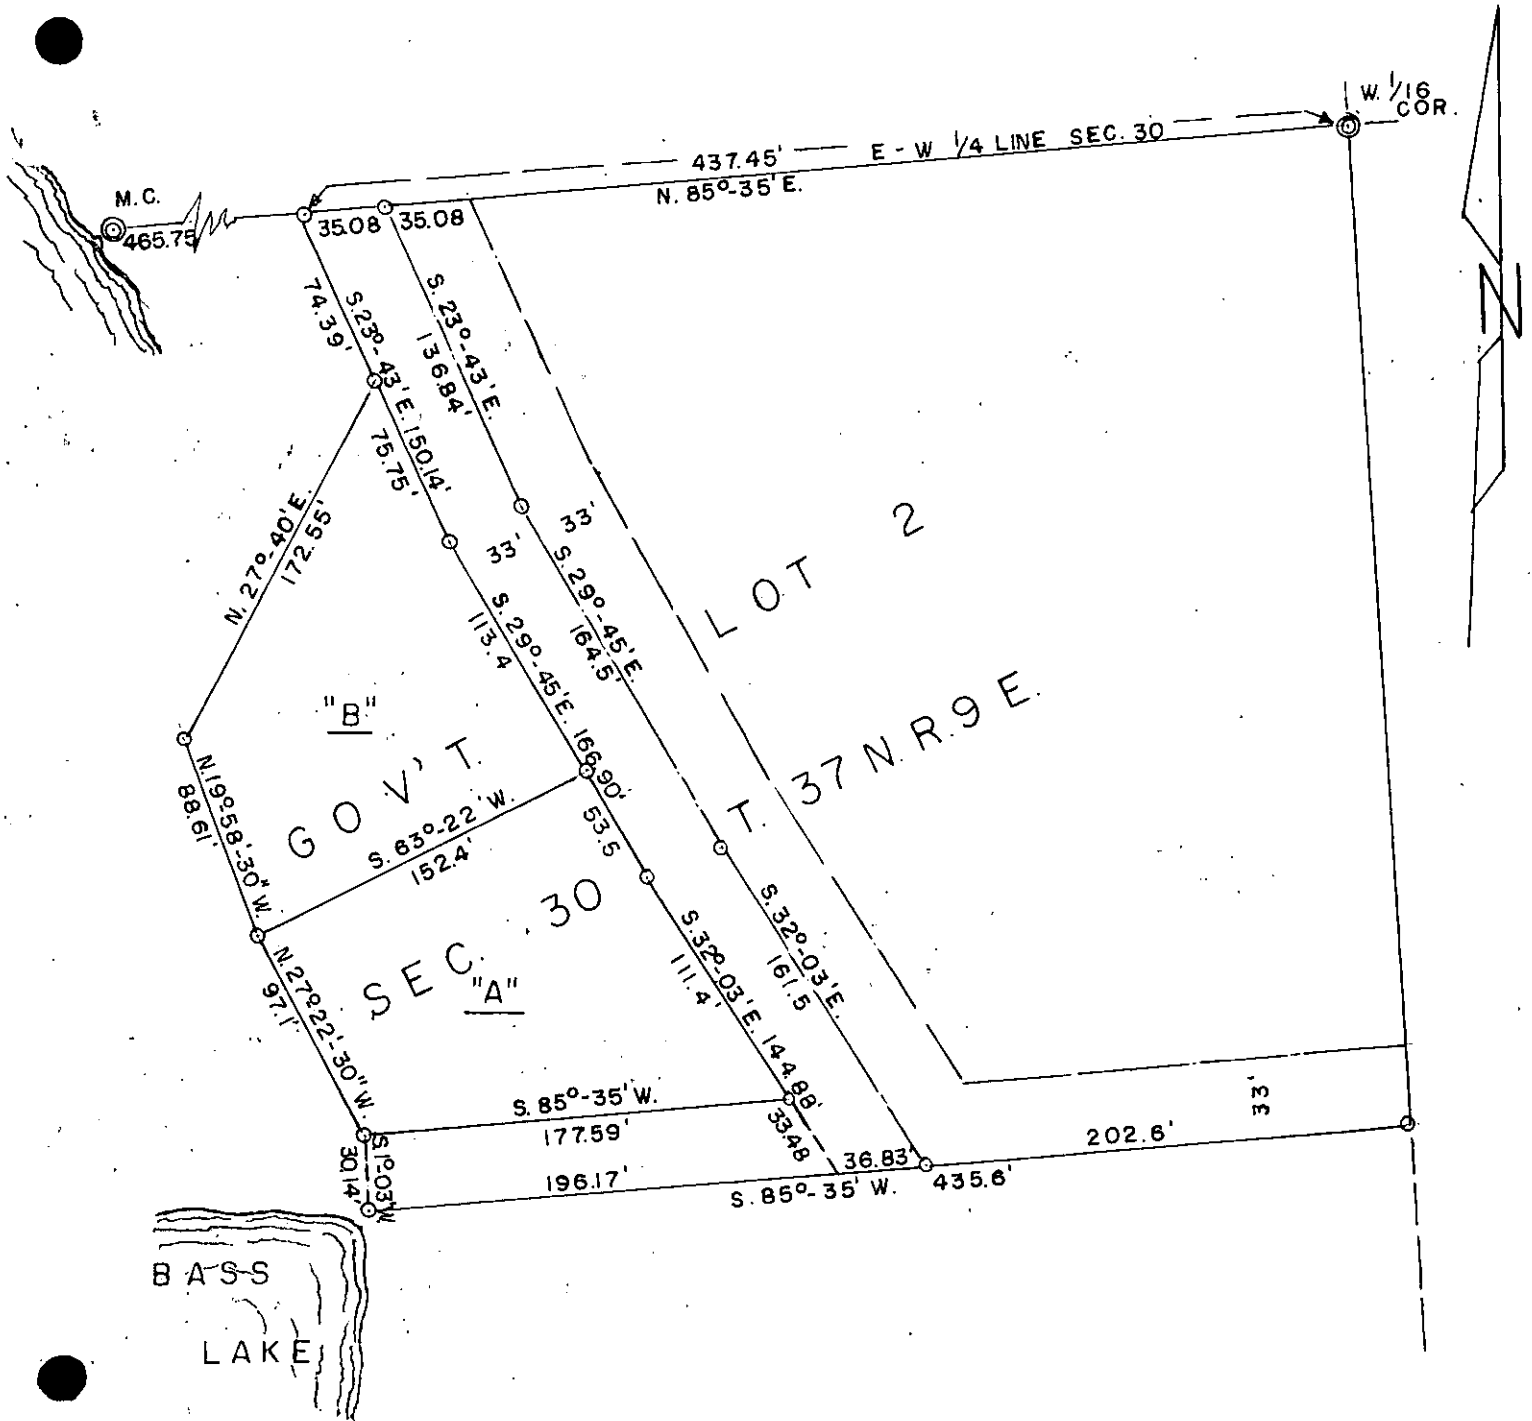 W. 1/16
COR.
437.45'
E - W 1/4 LINE SEC. 30
N. 85°-35' E.
M.C.
465.75
35.08
35.08
N
S. 23°-43' E. 150.14'
74.39'
75.75'
S. 23°-43' E.
136.84'
33'
33'
LOT 2
N. 27°-40' E.
172.55'
S. 29°-45' E. 166.90'
113.4
53.5
S. 29°-45' E.
164.5'
"B"
GOV'T.
T. 37 N. R. 9 E.
N. 19°-58'-30" W.
88.61'
S. 63°-22' W.
152.4'
SEC. 30
"A"
N. 27°-22'-30" W.
97.1'
S. 32°-03' E. 144.88'
111.4'
33.48
S. 32°-03' E.
161.5
S. 85°-35' W.
177.59'
33'
202.6'
S 1°-03' W
30.14'
196.17'
36.83'
S. 85°-35' W. 435.6'
BASS
LAKE